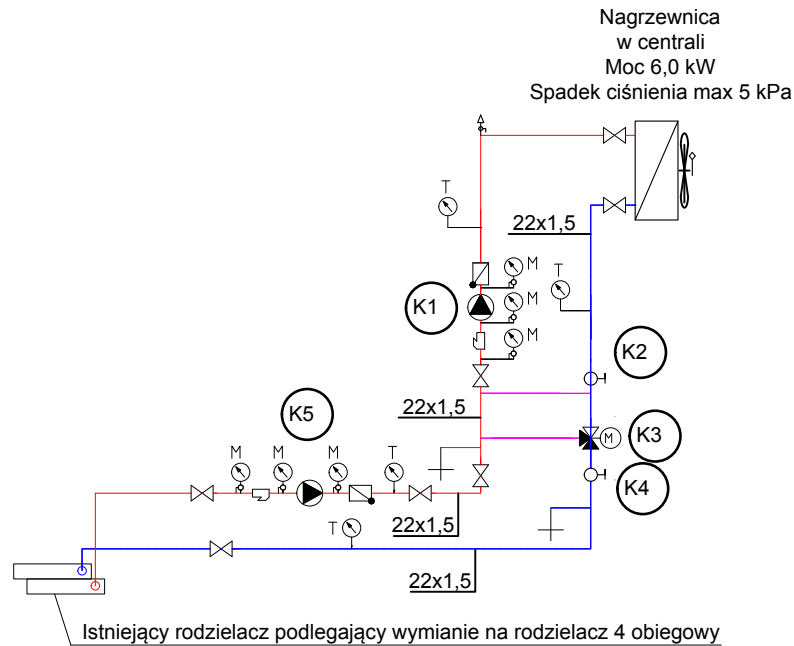 Nagrzewnica
w centrali
Moc 6,0 kW
Spadek ciśnienia max 5 kPa
T
22x1,5
M
T
K1
M
M
K2
22x1,5
K5
K3
M
M
M
M
T
K4
22x1,5
T
22x1,5
Istniejący rodzielacz podlegający wymianie na rodzielacz 4 obiegowy